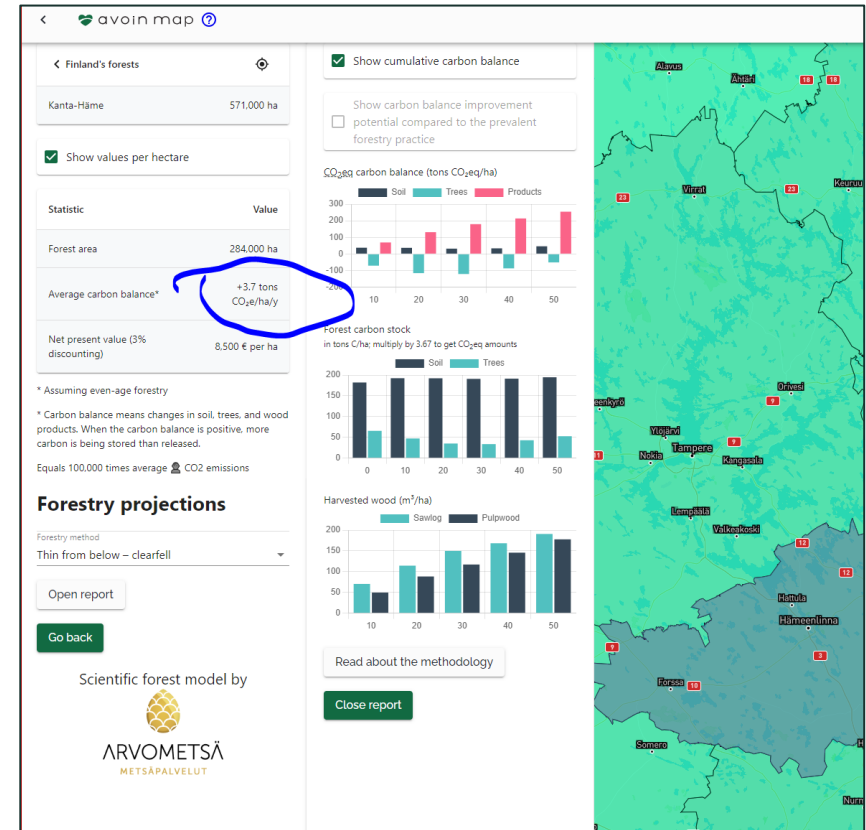 avoin map ?
Finland's forests
Kanta-Häme 571,000 ha
Show values per hectare
Statistic Value
Forest area 284,000 ha
Average carbon balance* +3.7 tons
CO₂e/ha/y
Net present value (3%
discounting) 8,500 € per ha
* Assuming even-age forestry
* Carbon balance means changes in soil, trees, and wood
products. When the carbon balance is positive, more
carbon is being stored than released.
Equals 100,000 times average CO2 emissions
Forestry projections
Forestry method
Thin from below – clearfell
Open report
Go back
Scientific forest model by
ARVOMETSÄ
METSÄPALVELUT
Show cumulative carbon balance
Show carbon balance improvement
potential compared to the prevalent
forestry practice
CO₂eq carbon balance (tons CO₂eq/ha)
Soil Trees Products
300
200
100
0
-100
-200
10 20 30 40 50
Forest carbon stock
in tons C/ha; multiply by 3.67 to get CO₂eq amounts
Soil Trees
200
150
100
50
0
0 10 20 30 40 50
Harvested wood (m³/ha)
Sawlog Pulpwood
200
150
100
50
0
10 20 30 40 50
Read about the methodology
Close report
Alavus
Ähtäri
18 18
Virrat
23
23
Keuruu
Orivesi
9
eenkyrö
Ylöjärvi
11
Nokia
Tampere
9
Kangasala
Lempäälä
Valkeakoski
12
12
Hattula
Hämeenlinna
9
3
Forssa
10
Somero
H
Nurm